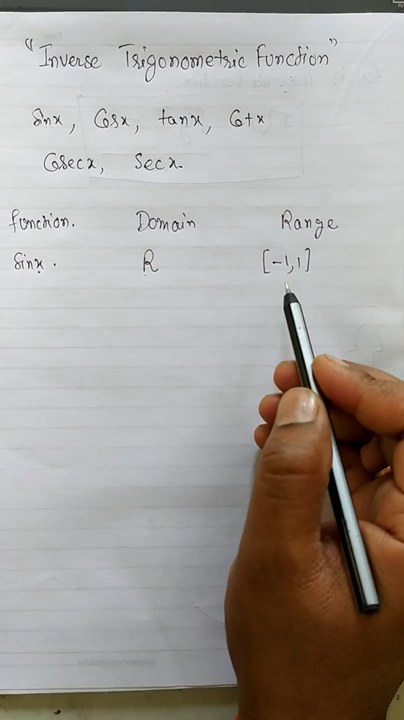 "Inverse Trigonometric Function"
Sinx, Cosx, tanx, Cotx
Cosecx, Secx.
function. Domain Range
Sinx. R [-1,1]